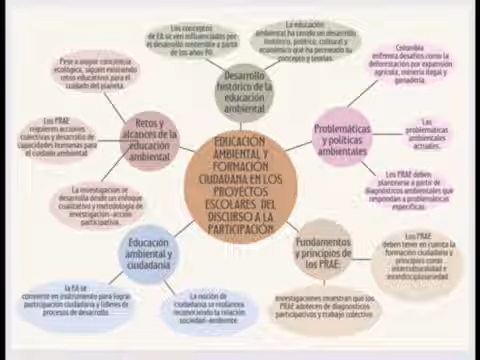 Los conceptos
de EA se ven influenciados por
el desarrollo sostenible a partir
de los años 90.
La educación
ambiental ha tenido un desarrollo
histórico, político, cultural y
económico que ha permeado su
concepto y teorías.
Desarrollo
histórico de la
educación
ambiental
Pese a mayor conciencia
ecológica, siguen existiendo
retos educativos para el
cuidado del planeta.
Los PRAE
requieren acciones
colectivas y desarrollo de
capacidades humanas para
el cuidado ambiental.
La investigación se
desarrolla desde un enfoque
cualitativo y metodología de
investigación-acción
participativa.
Retos y
alcances de la
educación
ambiental
EDUCACIÓN
AMBIENTAL Y
FORMACIÓN
CIUDADANA EN LOS
PROYECTOS
ESCOLARES DEL
DISCURSO A LA
PARTICIPACIÓN
Problemáticas
y políticas
ambientales
Colombia
enfrenta desafíos como la
deforestación por expansión
agrícola, minería ilegal y
ganadería.
Las
problemáticas
ambientales
actuales.
Los PRAE deben
plantearse a partir de
diagnósticos ambientales que
respondan a problemáticas
específicas.
Educación
ambiental y
ciudadanía
la EA se
convierte en instrumento para lograr
participación ciudadana y líderes de
procesos de desarrollo.
La noción de
ciudadanía se replantea
reconociendo la relación
sociedad-ambiente.
Fundamentos
y principios de
los PRAE:
Los PRAE
deben tener en cuenta la
formación ciudadana y
principios como
interculturalidad e
interdisciplinariedad
Investigaciones muestran que los
PRAE adolecen de diagnósticos
participativos y trabajo colectivo.